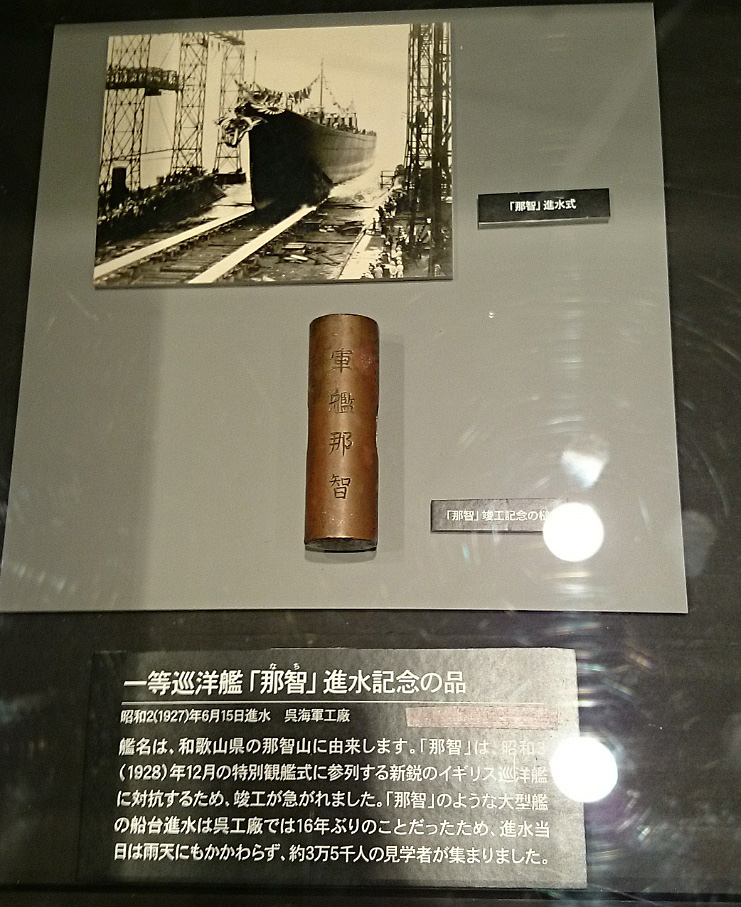 「那智」進水式
軍艦那智
「那智」竣工記念の
一等巡洋艦「那智」進水記念の品
なち
昭和2(1927)年6月15日進水 呉海軍工廠
艦名は、和歌山県の那智山に由来します。「那智」は、昭和3
(1928)年12月の特別観艦式に参列する新鋭のイギリス巡洋艦
に対抗するため、竣工が急がれました。「那智」のような大型艦
の船台進水は呉工廠では16年ぶりのことだったため、進水当
日は雨天にもかかわらず、約3万5千人の見学者が集まりました。